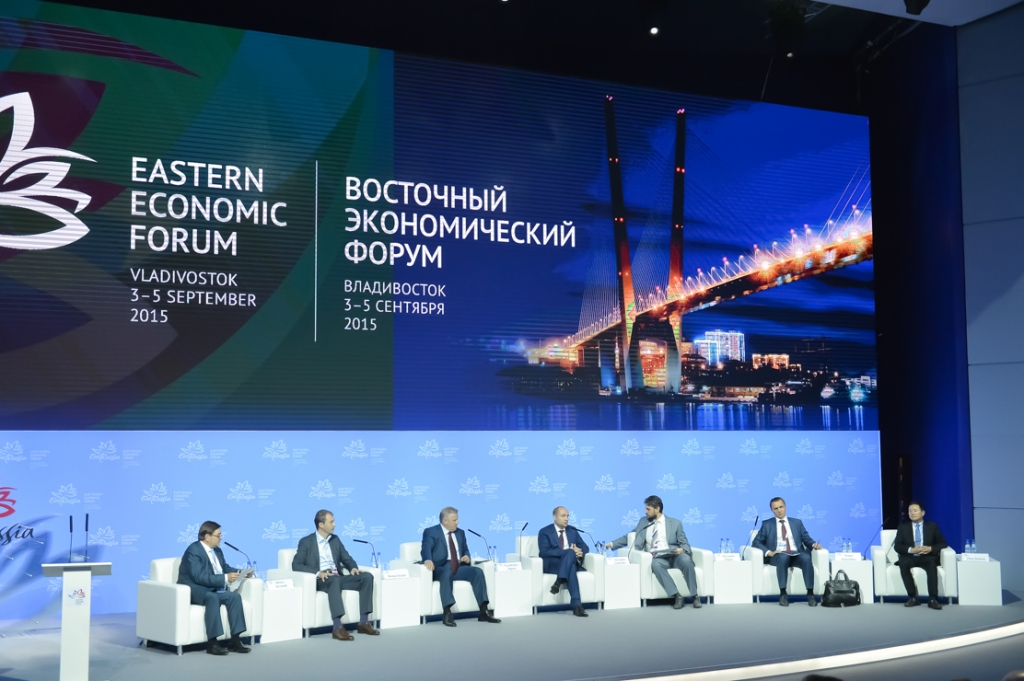 EASTERN
ECONOMIC
FORUM
VLADIVOSTOK
3–5 SEPTEMBER
2015
ВОСТОЧНЫЙ
ЭКОНОМИЧЕСКИЙ
ФОРУМ
ВЛАДИВОСТОК
3–5 СЕНТЯБРЯ
2015